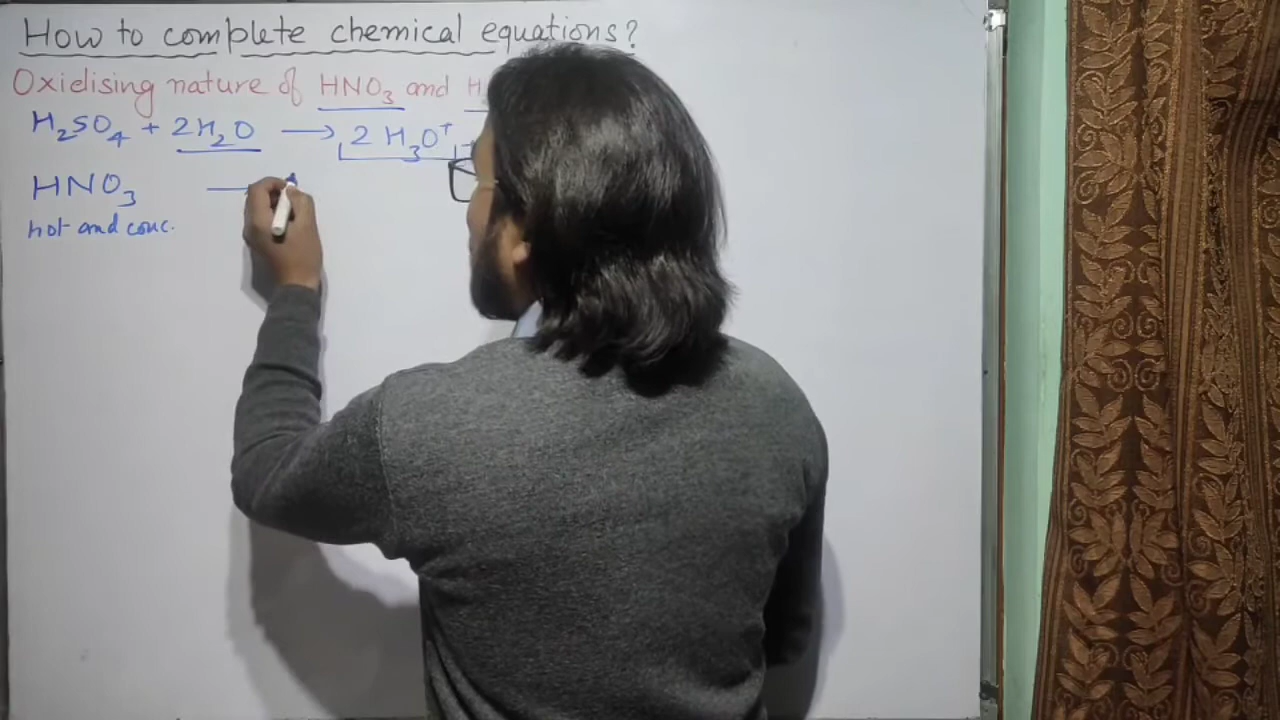 How to complete chemical equations?
Oxidising nature of HNO3 and
H2SO4 + 2H2O → 2H3O+
HNO3 →
hot and conc.